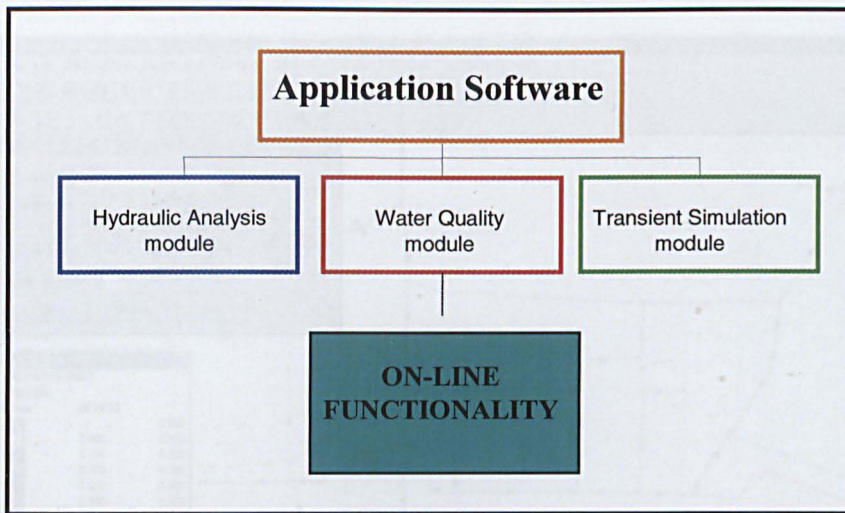 Application Software
Hydraulic Analysis
module
Water Quality
module
Transient Simulation
module
ON-LINE
FUNCTIONALITY